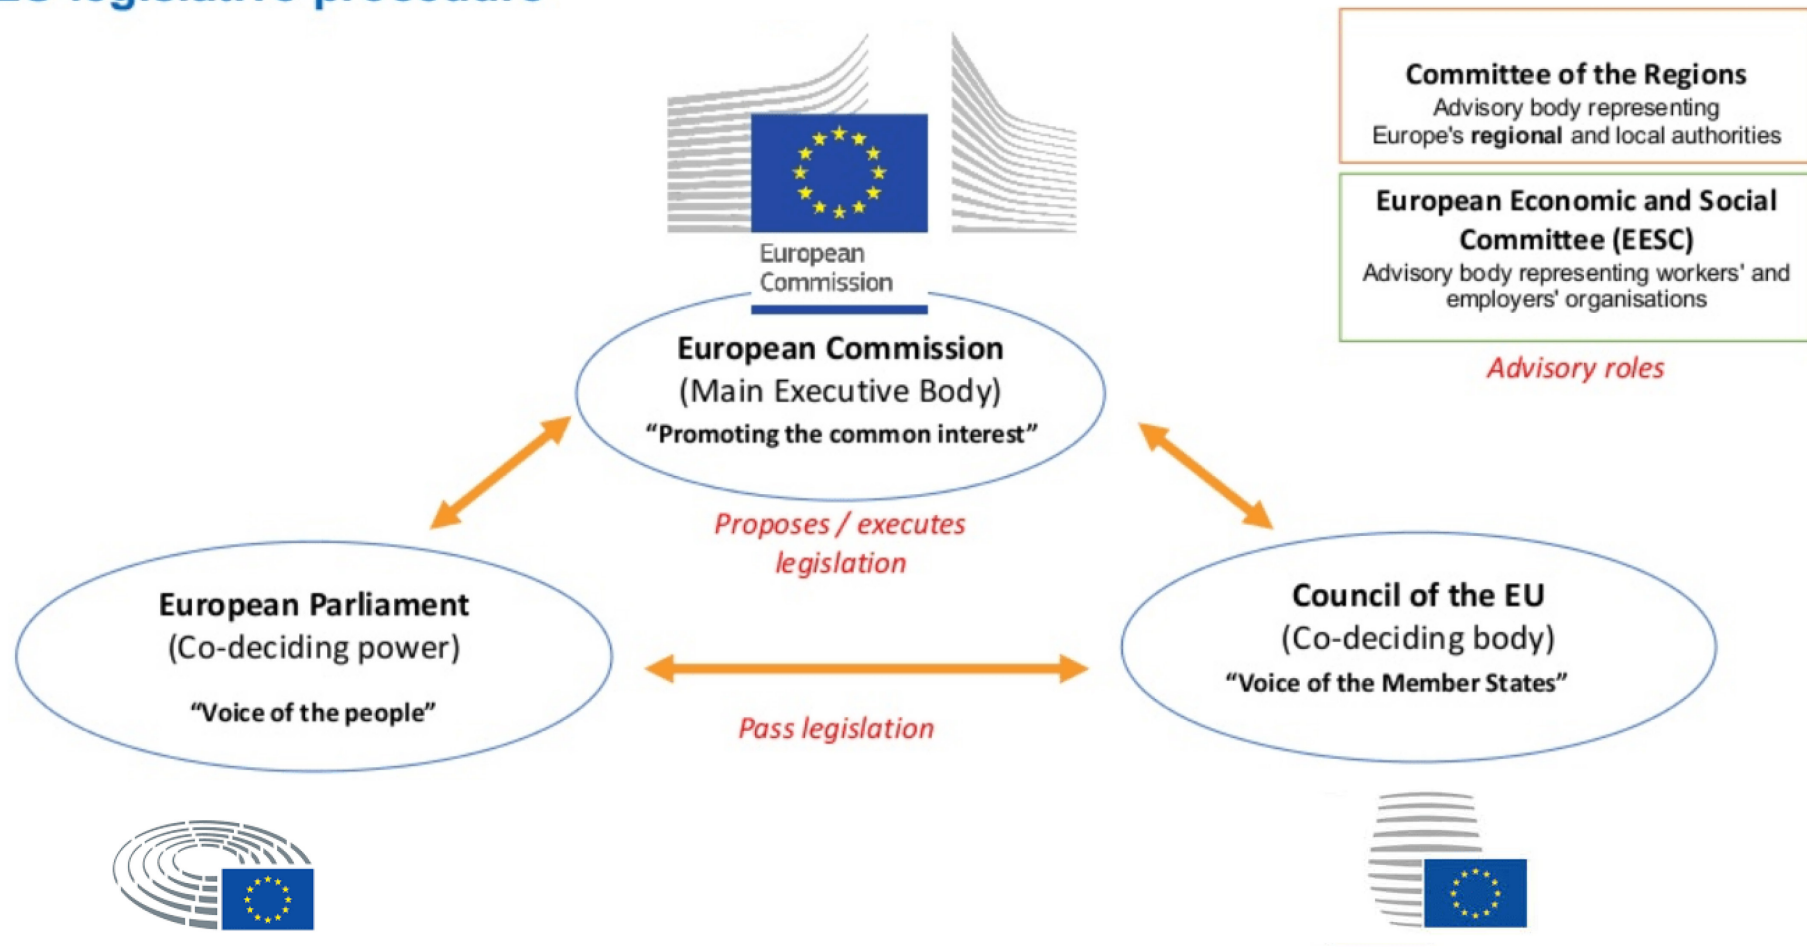 EU legislative procedure
Committee of the Regions
Advisory body representing
Europe's regional and local authorities
European Economic and Social
Committee (EESC)
Advisory body representing workers' and
employers' organisations
Advisory roles
European
Commission
European Commission
(Main Executive Body)
“Promoting the common interest”
Proposes / executes
legislation
European Parliament
(Co-deciding power)
“Voice of the people”
Council of the EU
(Co-deciding body)
“Voice of the Member States”
Pass legislation